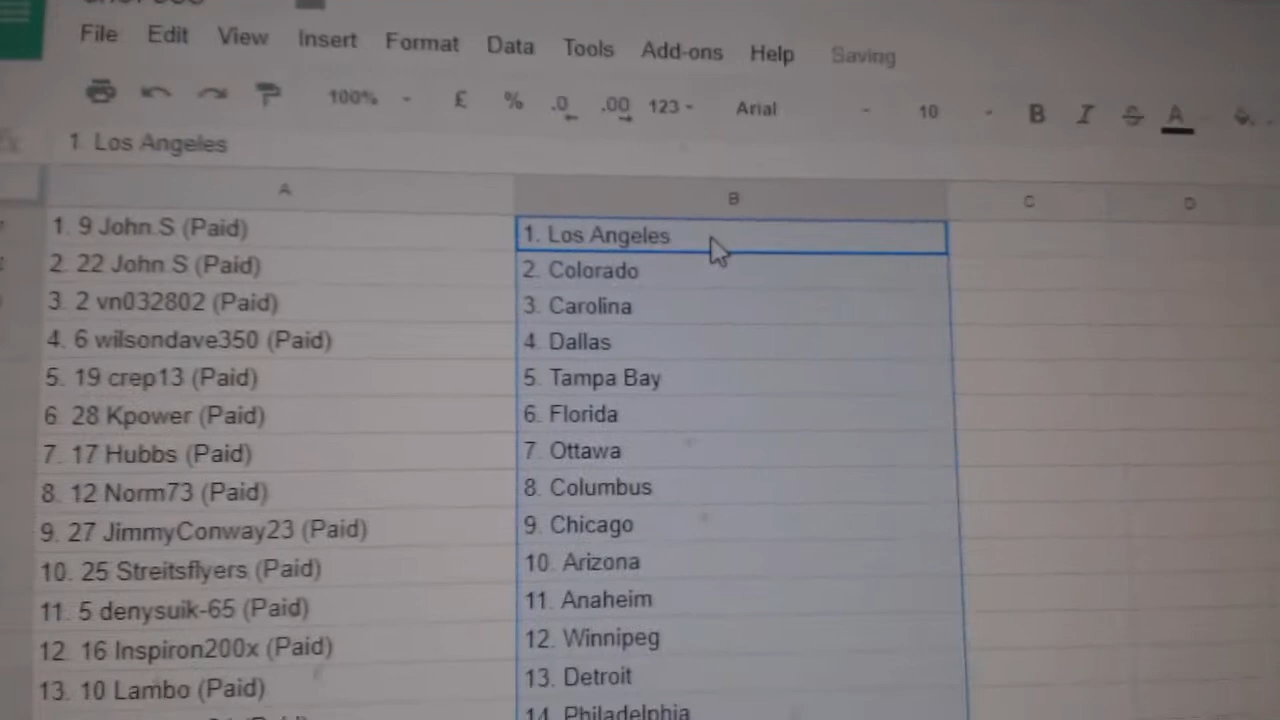 File Edit View Insert Format Data Tools Add-ons Help Saving
100% £ % .0 .00 123 Arial 10 B I S A
1. Los Angeles
A B C D
1. 9 John S (Paid) 1. Los Angeles
2. 22 John S (Paid) 2. Colorado
3. 2 vn032802 (Paid) 3. Carolina
4. 6 wilsondave350 (Paid) 4. Dallas
5. 19 crep13 (Paid) 5. Tampa Bay
6. 28 Kpower (Paid) 6. Florida
7. 17 Hubbs (Paid) 7. Ottawa
8. 12 Norm73 (Paid) 8. Columbus
9. 27 JimmyConway23 (Paid) 9. Chicago
10. 25 Streitsflyers (Paid) 10. Arizona
11. 5 denysuik-65 (Paid) 11. Anaheim
12. 16 Inspiron200x (Paid) 12. Winnipeg
13. 10 Lambo (Paid) 13. Detroit
14. Philadelphia